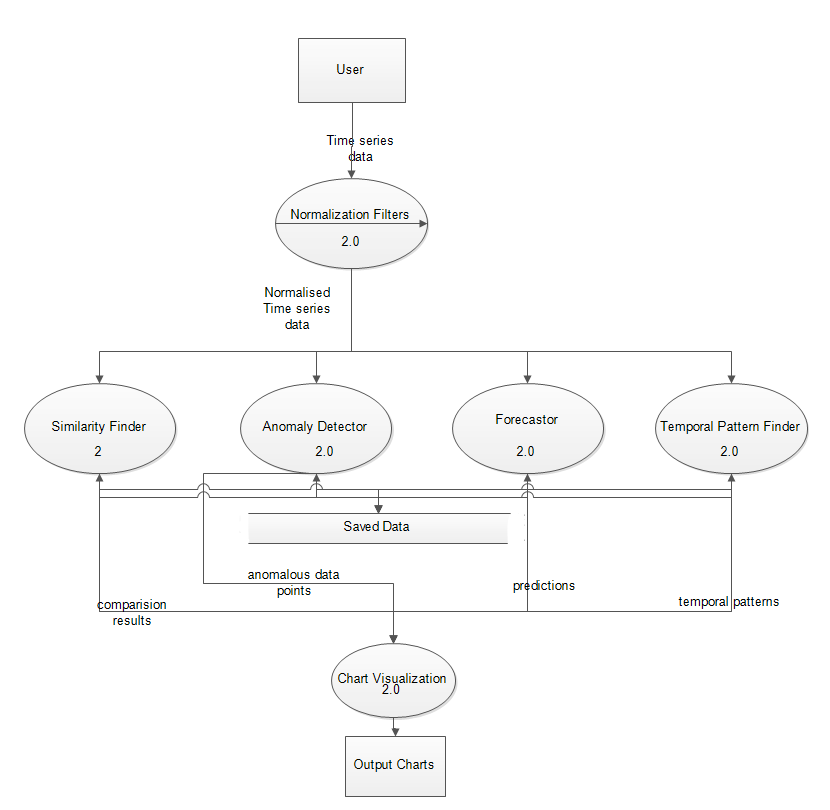 User
Time series
data
Normalization Filters
2.0
Normalised
Time series
data
Similarity Finder
2
Anomaly Detector
2.0
Forecastor
2.0
Temporal Pattern Finder
2.0
Saved Data
anomalous data
points
predictions
comparision
results
temporal patterns
Chart Visualization
2.0
Output Charts